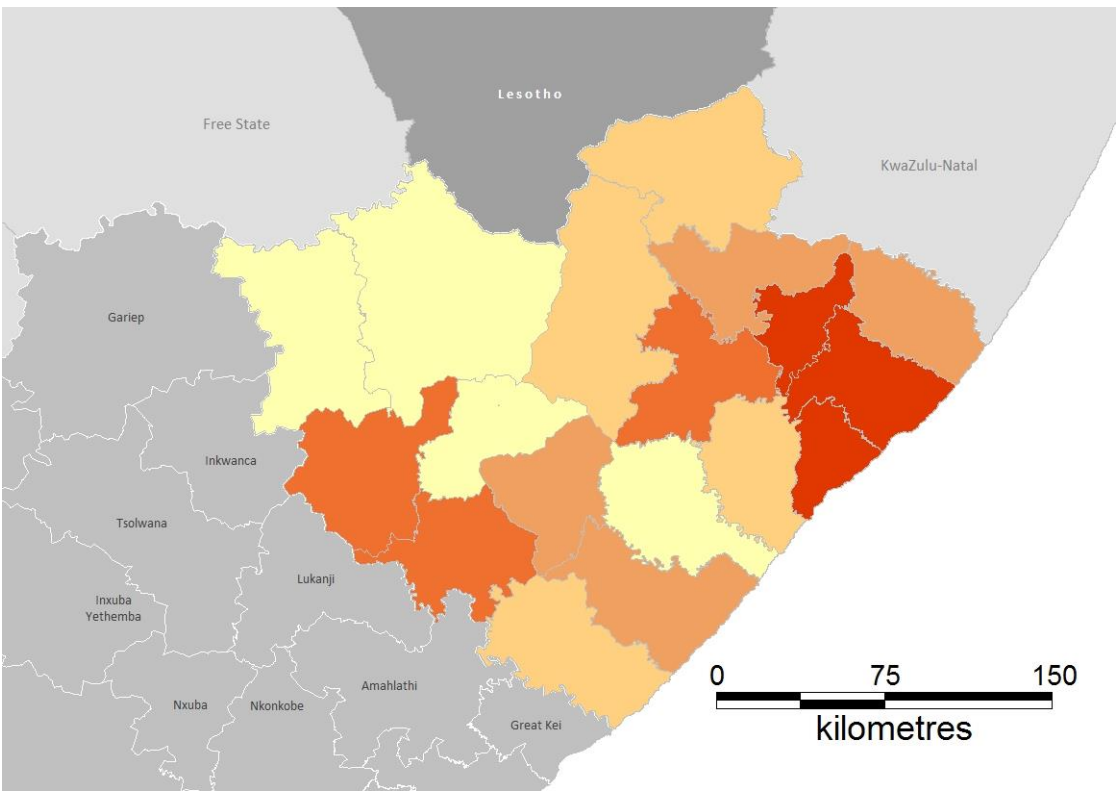 Lesotho
Free State
KwaZulu-Natal
Gariep
Inkwanca
Tsolwana
Lukanji
Inxuba
Yethemba
Amahlathi
Nxuba
Nkonkobe
Great Kei
0 75 150
kilometres